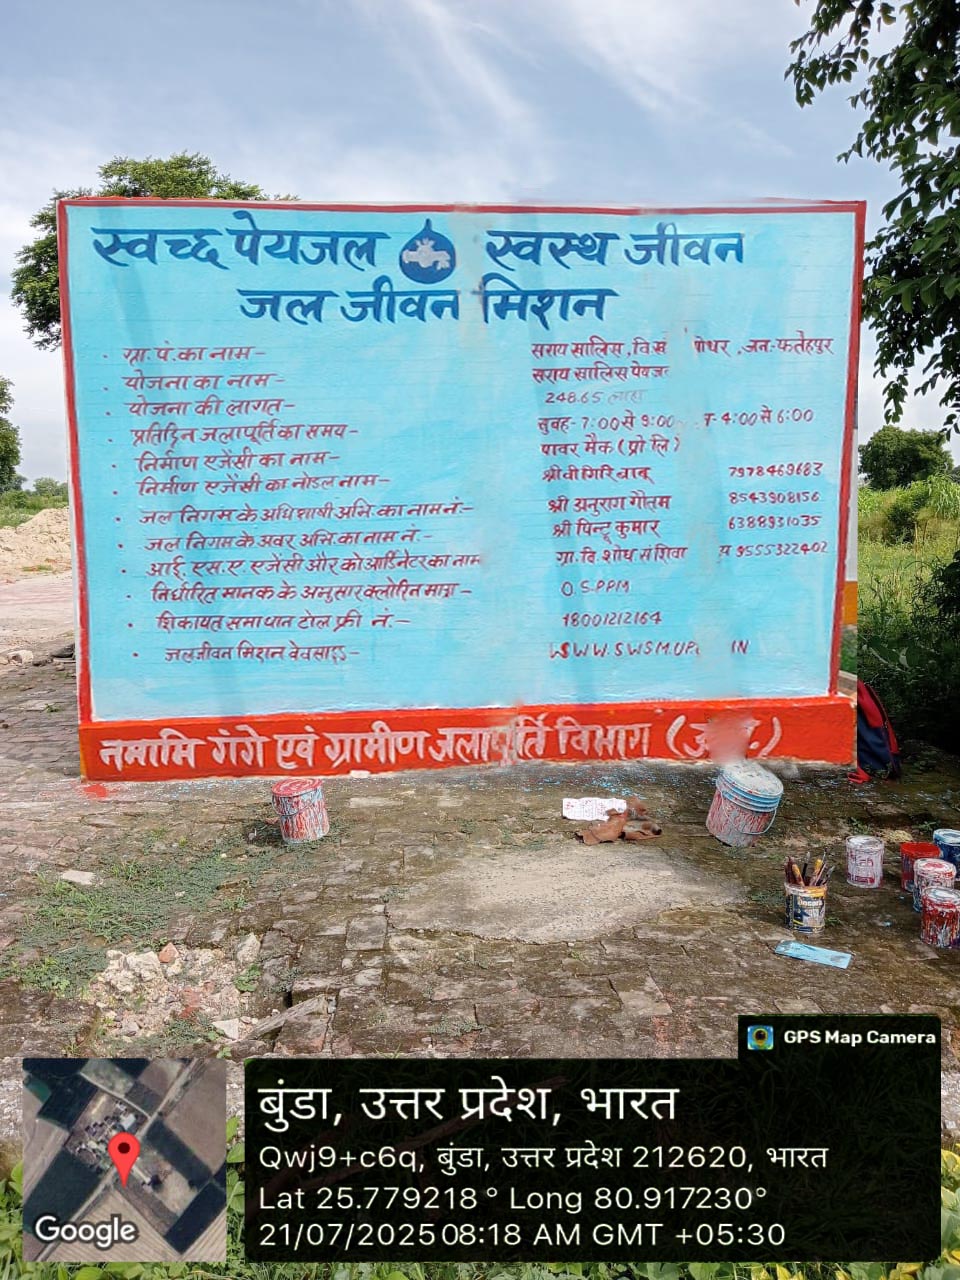 स्वच्छ पेयजल स्वस्थ जीवन
जल जीवन मिशन
ग्रा. पं. का नाम- सराय सालिस, वि.सं पोधर, जन.-फतेहपुर
योजना का नाम- सराय सालिस पेयज
योजना की लागत- 248.65 लाख
प्रतिदिन जलापूर्ति का समय- सुबह- 7:00 से 9:00 4:00 से 6:00
निर्माण एजेंसी का नाम- पावर मैक (प्रो लि)
निर्माण एजेंसी का नोडल नाम- श्री वी गिरि बाबू 7978469683
जल निगम के अधिशाषी अभि. का नाम नं.- श्री अनुराग गौतम 8543908156
जल निगम के अवर अभि. का नाम नं.- श्री पिन्टू कुमार 6388931035
आई. एस. ए. एजेंसी और को आर्डिनेटर का नाम ग्रा. वि. शोध सं शिवा 9555322402
निर्धारित मानक के अनुसार क्लोरिन मात्रा- 0.5.PPM
शिकायत समाधान टोल फ्री नं.- 18001212164
जल जीवन मिशन वेवसाइड- WWW.SWSM.UP IN
नमामि गंगे एवं ग्रामीण जलापूर्ति विभाग
GPS Map Camera
बुंडा, उत्तर प्रदेश, भारत
Qwj9+c6q, बुंडा, उत्तर प्रदेश 212620, भारत
Lat 25.779218° Long 80.917230°
21/07/2025 08:18 AM GMT +05:30
Google